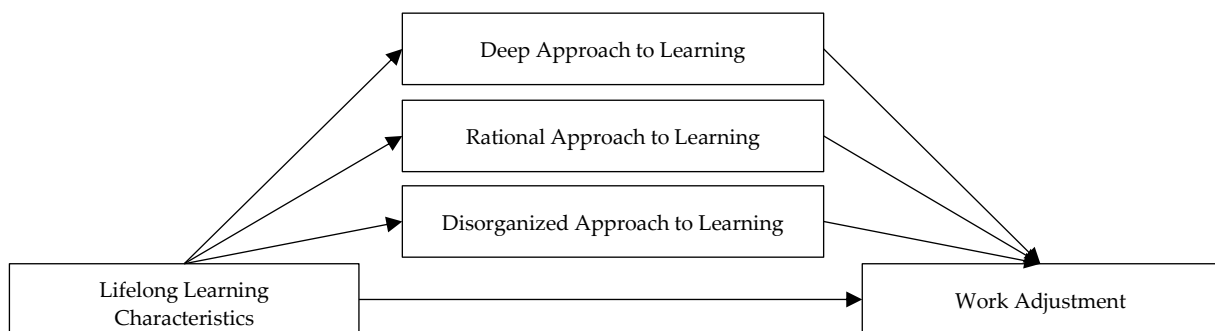 Deep Approach to Learning
Rational Approach to Learning
Disorganized Approach to Learning
Lifelong Learning
Characteristics
Work Adjustment